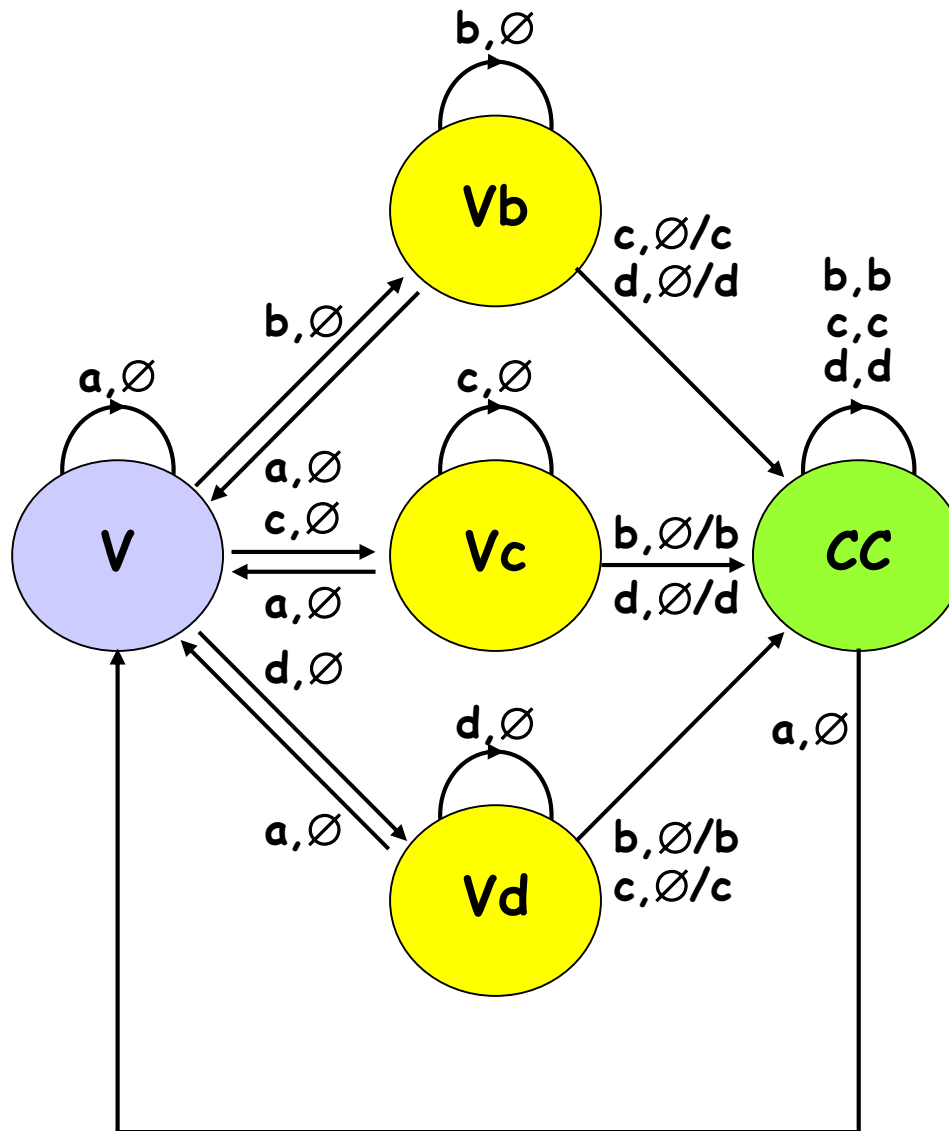 b,∅
Vb
c,∅/c
d,∅/d
b,b
c,c
d,d
b,∅
a,∅
c,∅
a,∅
c,∅
V
Vc
b,∅/b
d,∅/d
CC
a,∅
d,∅
d,∅
a,∅
a,∅
Vd
b,∅/b
c,∅/c